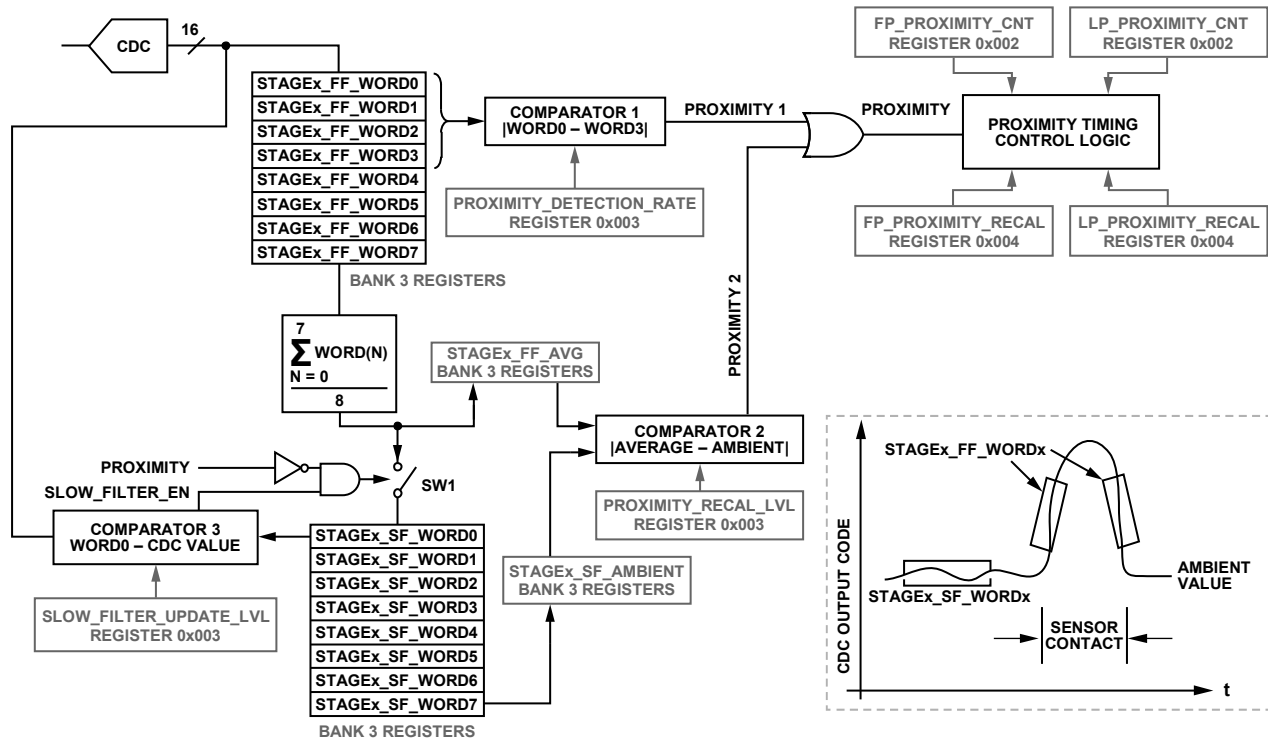 CDC
16
STAGEx_FF_WORD0
STAGEx_FF_WORD1
STAGEx_FF_WORD2
STAGEx_FF_WORD3
STAGEx_FF_WORD4
STAGEx_FF_WORD5
STAGEx_FF_WORD6
STAGEx_FF_WORD7
BANK 3 REGISTERS
COMPARATOR 1
|WORD0 – WORD3|
PROXIMITY_DETECTION_RATE
REGISTER 0x003
PROXIMITY 1
PROXIMITY
FP_PROXIMITY_CNT
REGISTER 0x002
LP_PROXIMITY_CNT
REGISTER 0x002
PROXIMITY TIMING
CONTROL LOGIC
FP_PROXIMITY_RECAL
REGISTER 0x004
LP_PROXIMITY_RECAL
REGISTER 0x004
PROXIMITY 2
7
Σ WORD(N)
N = 0
8
STAGEx_FF_AVG
BANK 3 REGISTERS
COMPARATOR 2
|AVERAGE – AMBIENT|
PROXIMITY_RECAL_LVL
REGISTER 0x003
PROXIMITY
SLOW_FILTER_EN
SW1
COMPARATOR 3
WORD0 – CDC VALUE
SLOW_FILTER_UPDATE_LVL
REGISTER 0x003
STAGEx_SF_WORD0
STAGEx_SF_WORD1
STAGEx_SF_WORD2
STAGEx_SF_WORD3
STAGEx_SF_WORD4
STAGEx_SF_WORD5
STAGEx_SF_WORD6
STAGEx_SF_WORD7
BANK 3 REGISTERS
STAGEx_SF_AMBIENT
BANK 3 REGISTERS
CDC OUTPUT CODE
STAGEx_FF_WORDx
STAGEx_SF_WORDx
AMBIENT
VALUE
SENSOR
CONTACT
t